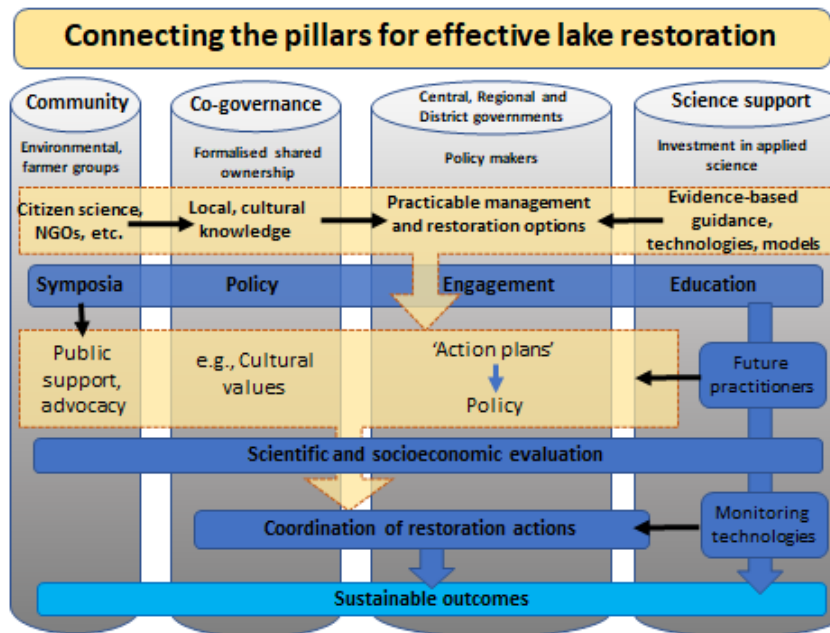 Connecting the pillars for effective lake restoration
Community
Environmental,
farmer groups
Co-governance
Formalised shared
ownership
Central, Regional and
District governments
Policy makers
Science support
Investment in applied
science
Citizen science,
NGOs, etc.
Local, cultural
knowledge
Practicable management
and restoration options
Evidence-based
guidance,
technologies, models
Symposia
Policy
Engagement
Education
Public
support,
advocacy
e.g., Cultural
values
'Action plans'
Policy
Future
practitioners
Scientific and socioeconomic evaluation
Coordination of restoration actions
Monitoring
technologies
Sustainable outcomes